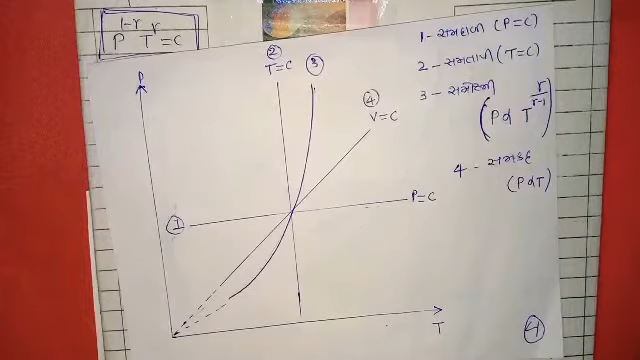 P^(1-r) T^r = C
P
② T=C
③
④ V=C
① P=C
T
1 - સમદાબી (P=C)
2 - સમતાપી (T=C)
3 - સમોષ્મી
(P∝ T^(r/(r-1)))
4 - સમકદ
(P∝T)
4